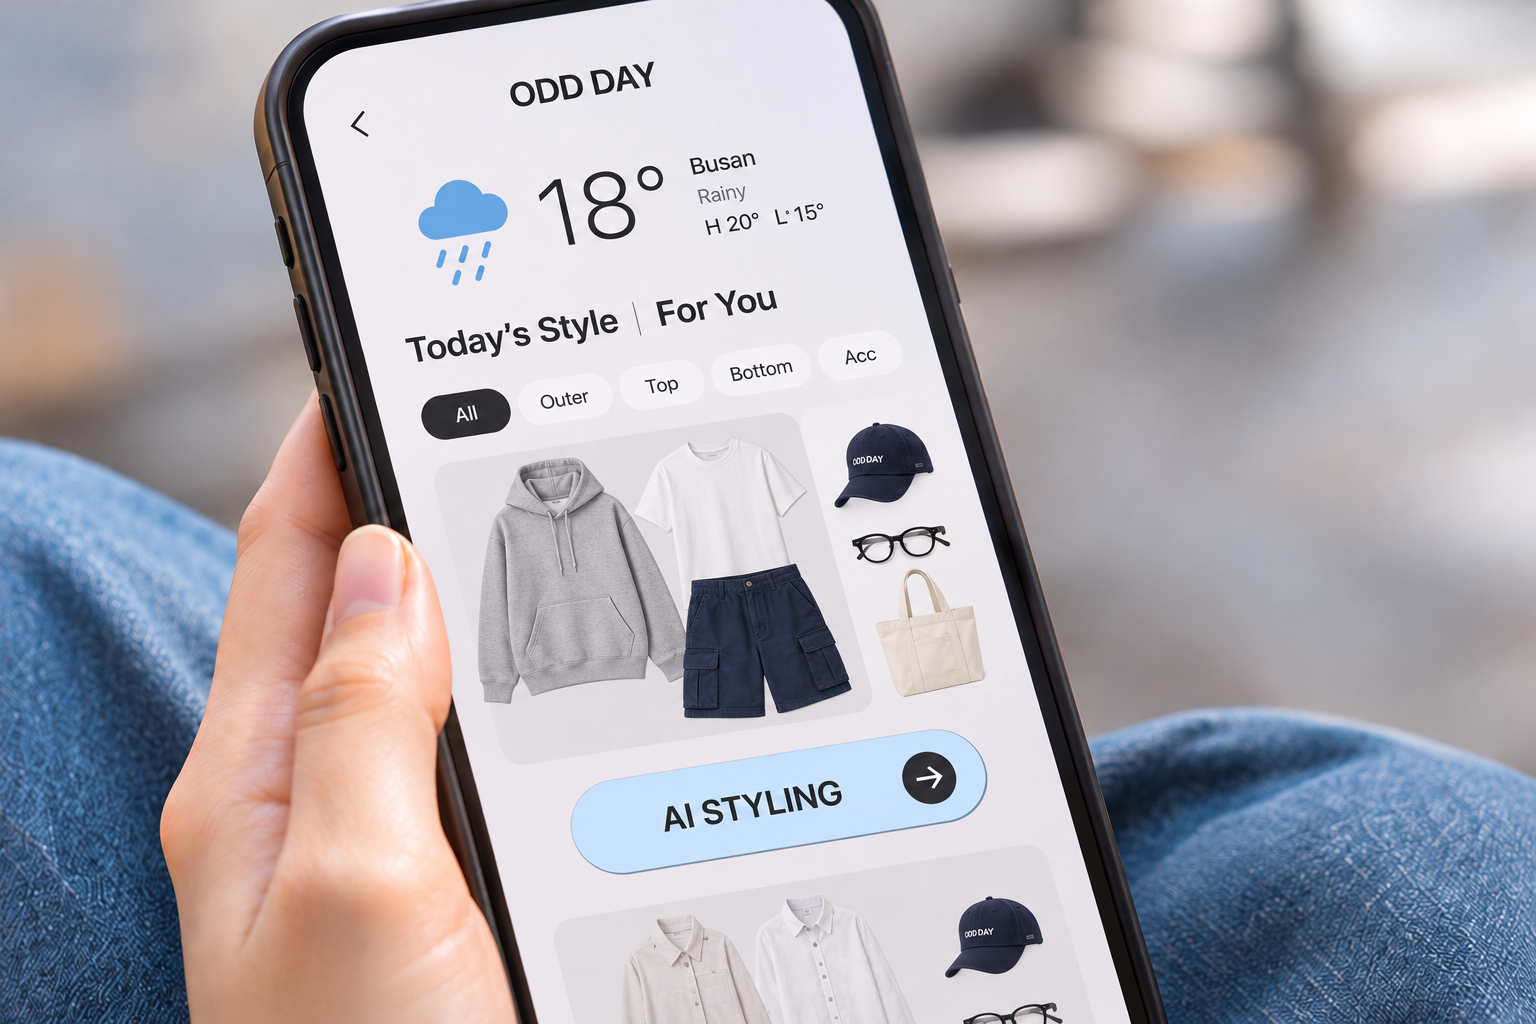 ODD DAY
18°
Busan
Rainy
H 20° L° 15°
Today's Style | For You
All
Outer
Top
Bottom
Acc
ODD DAY
AI STYLING
ODD DAY